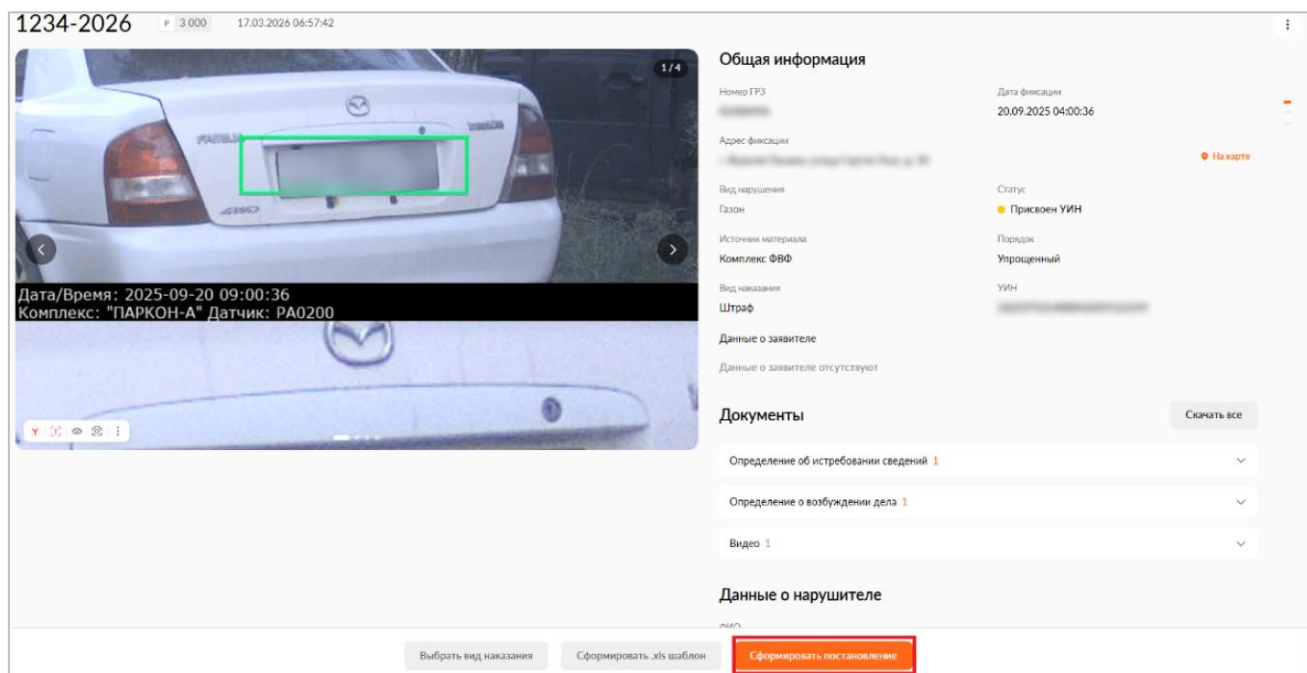 1234-2026 ₽ 3 000 17.03.2026 06:57:42
1/4
4WD
Дата/Время: 2025-09-20 09:00:36
Комплекс: "ПАРКОН-А" Датчик: PA0200
Общая информация
Номер ГРЗ
Дата фиксации
20.09.2025 04:00:36
Адрес фиксации
На карте
Вид нарушения
Статус
Газон
Присвоен УИН
Источник материала
Порядок
Комплекс ФВФ
Упрощенный
Вид наказания
УИН
Штраф
Данные о заявителе
Данные о заявителе отсутствуют
Документы
Скачать все
Определение об истребовании сведений 1
Определение о возбуждении дела 1
Видео 1
Данные о нарушителе
Выбрать вид наказания
Сформировать .xls шаблон
Сформировать постановление